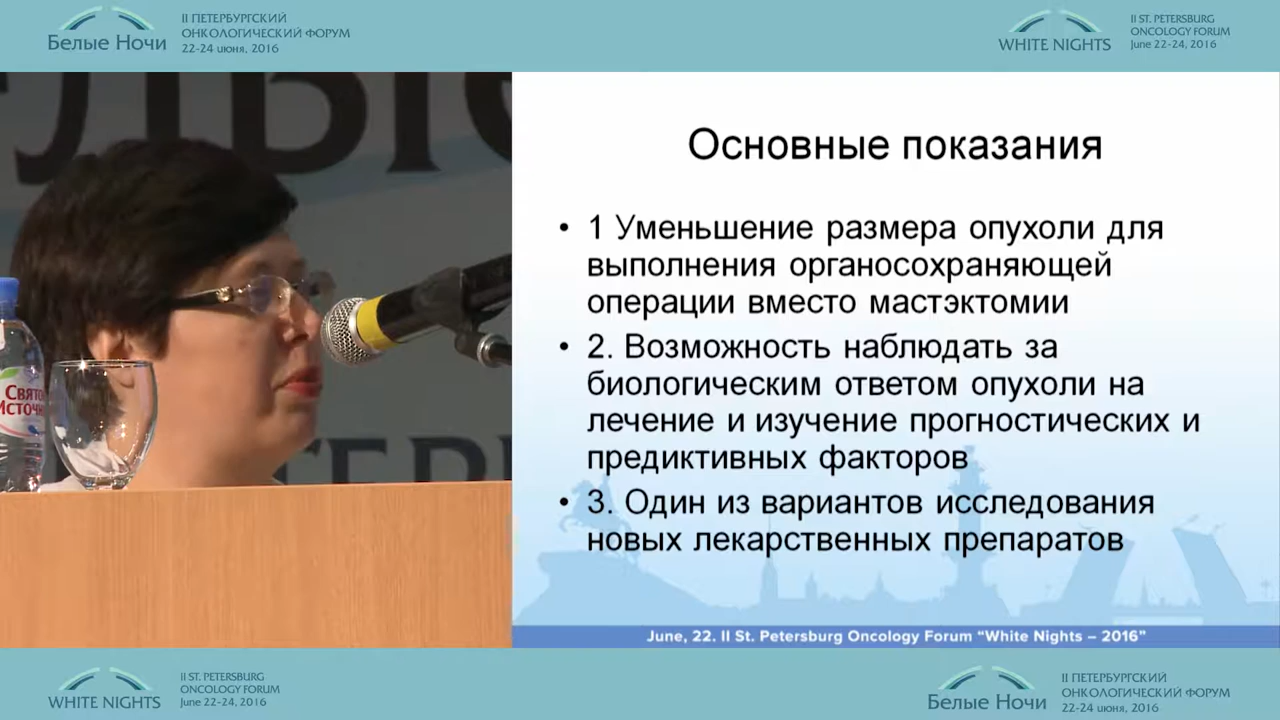 Белые Ночи
II ПЕТЕРБУРГСКИЙ
ОНКОЛОГИЧЕСКИЙ ФОРУМ
22-24 июня, 2016
WHITE NIGHTS
II ST. PETERSBURG
ONCOLOGY FORUM
June 22-24, 2016
Основные показания
• 1 Уменьшение размера опухоли для
выполнения органосохраняющей
операции вместо мастэктомии
• 2. Возможность наблюдать за
биологическим ответом опухоли на
лечение и изучение прогностических и
предиктивных факторов
• 3. Один из вариантов исследования
новых лекарственных препаратов
June, 22. II St. Petersburg Oncology Forum “White Nights – 2016”
WHITE NIGHTS
II ST. PETERSBURG
ONCOLOGY FORUM
June 22-24, 2016
Белые Ночи
II ПЕТЕРБУРГСКИЙ
ОНКОЛОГИЧЕСКИЙ ФОРУМ
22-24 июня, 2016